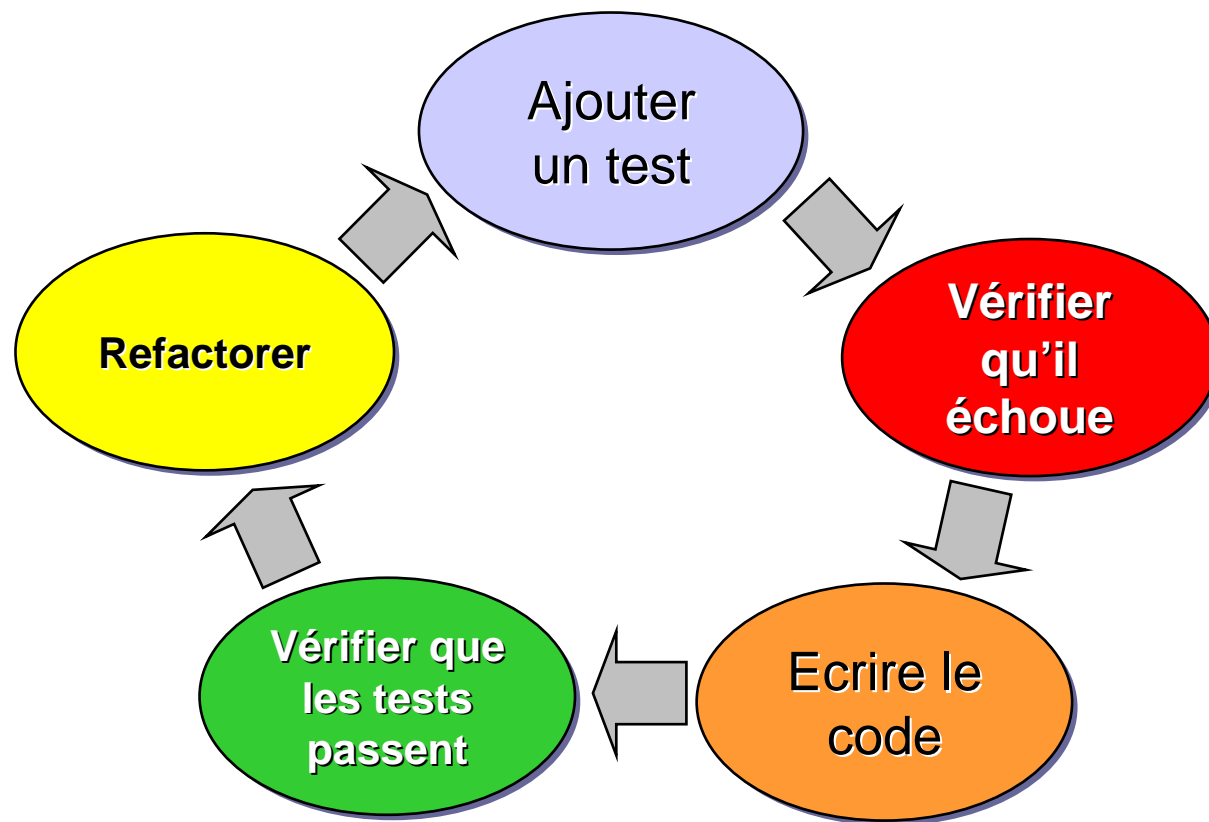 Ajouter
un test
Vérifier
qu’il
échoue
Ecrire le
code
Vérifier que
les tests
passent
Refactorer